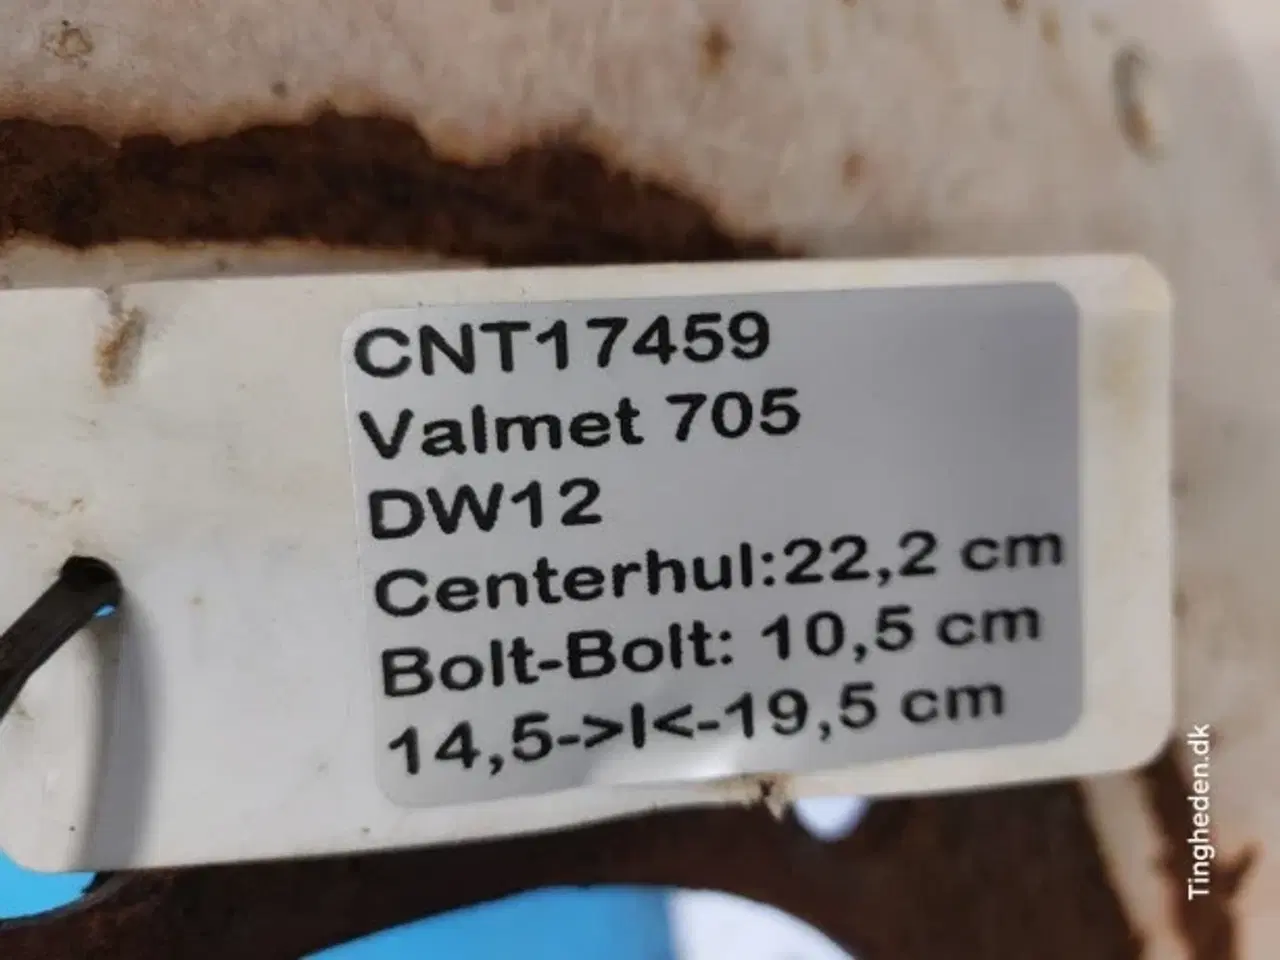 CNT17459
Valmet 705
DW12
Centerhul:22,2 cm
Bolt-Bolt: 10,5 cm
14,5->I<-19,5 cm
Tingheden.dk